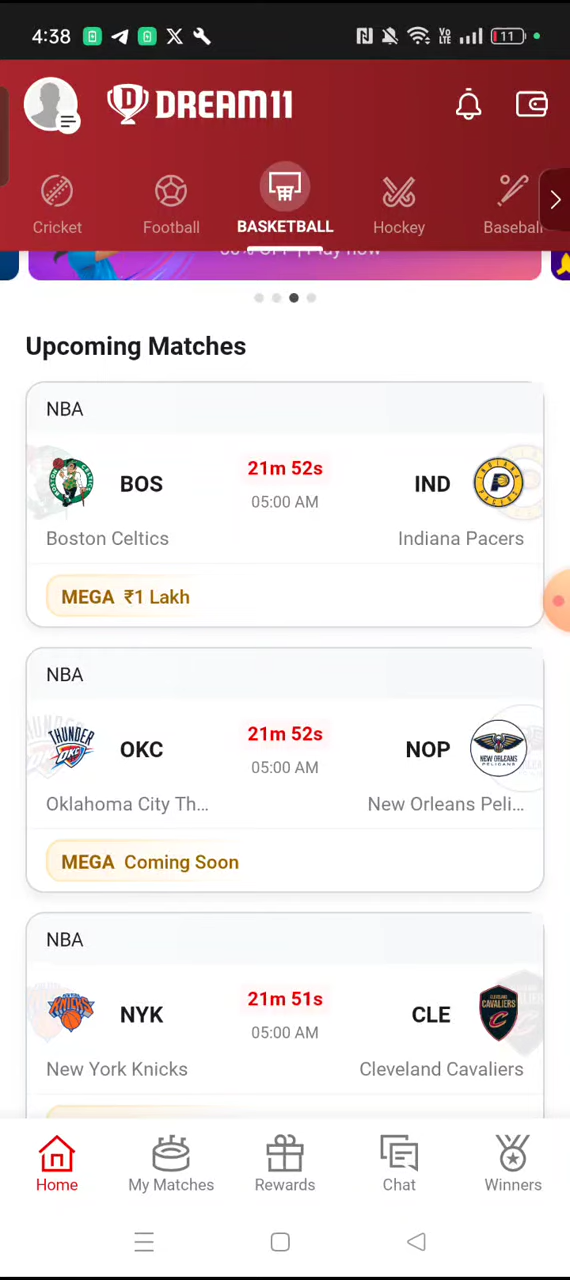 4:38
Vo
LTE
11
DREAM11
Cricket
Football
BASKETBALL
Hockey
Baseball
Upcoming Matches
NBA
BOS
21m 52s
IND
05:00 AM
Boston Celtics
Indiana Pacers
MEGA ₹1 Lakh
NBA
OKC
21m 52s
NOP
05:00 AM
Oklahoma City Th...
New Orleans Peli...
MEGA Coming Soon
NBA
NYK
21m 51s
CLE
05:00 AM
New York Knicks
Cleveland Cavaliers
Home
My Matches
Rewards
Chat
Winners